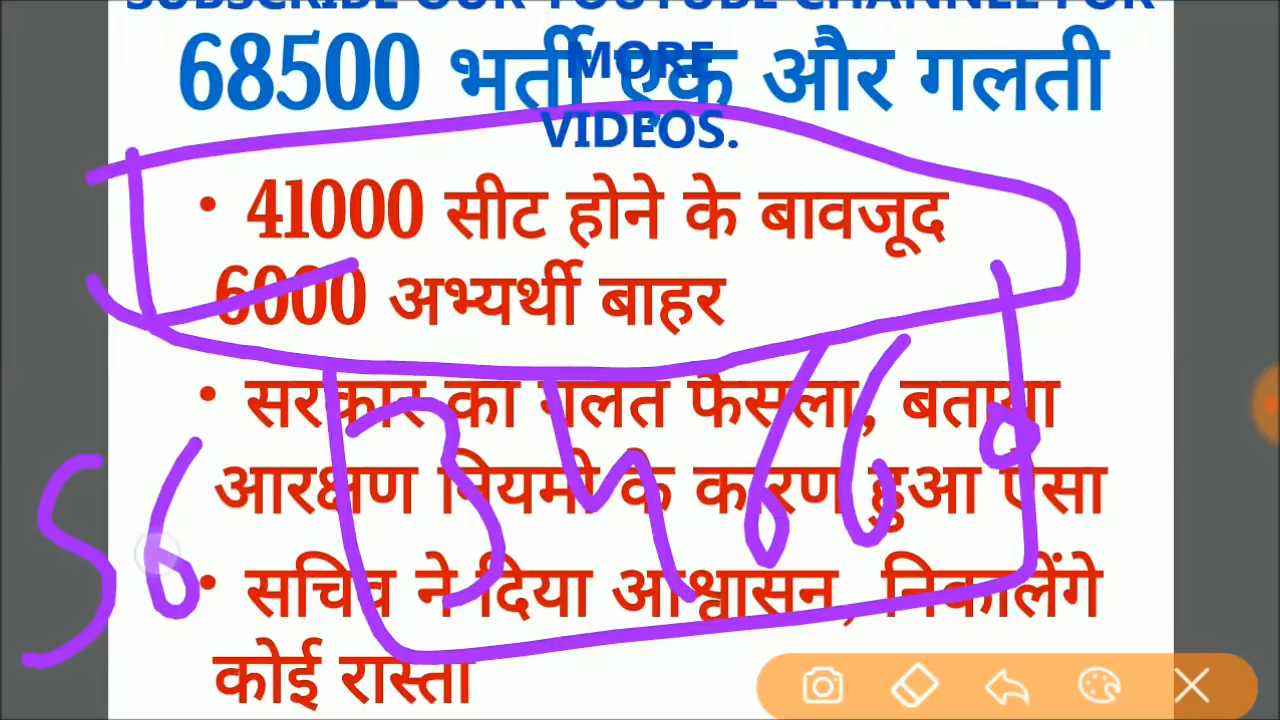 SUBSCRIBE OUR YOUTUBE CHANNEL FOR
MORE
VIDEOS.
68500 भर्ती एक और गलती
• 41000 सीट होने के बावजूद
6000 अभ्यर्थी बाहर
• सरकार का गलत फैसला, बताया
आरक्षण नियमो के कारण हुआ ऐसा
• सचिव ने दिया आश्वासन, निकालेंगे
कोई रास्ता
56